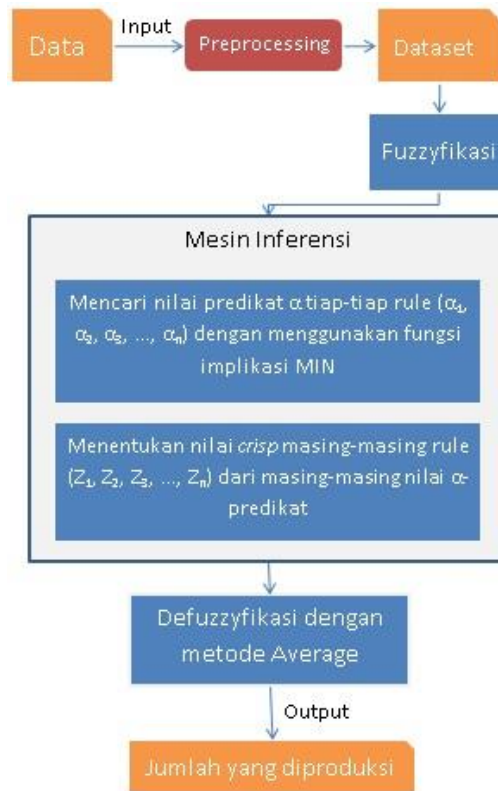 Data
Input
Preprocessing
Dataset
Fuzzyfikasi
Mesin Inferensi
Mencari nilai predikat α tiap-tiap rule (α₁,
α₂, α₃, ..., αₙ) dengan menggunakan fungsi
implikasi MIN
Menentukan nilai crisp masing-masing rule
(Z₁, Z₂, Z₃, ..., Zₙ) dari masing-masing nilai α-
predikat
Defuzzyfikasi dengan
metode Average
Output
Jumlah yang diproduksi